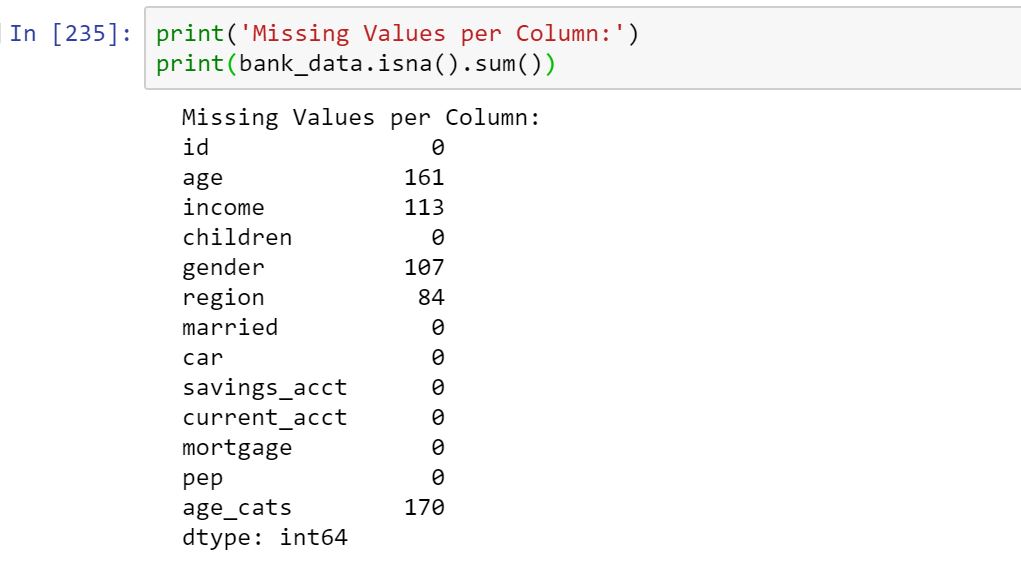 In [235]: print('Missing Values per Column:')
print(bank_data.isna().sum())
Missing Values per Column:
id 0
age 161
income 113
children 0
gender 107
region 84
married 0
car 0
savings_acct 0
current_acct 0
mortgage 0
pep 0
age_cats 170
dtype: int64